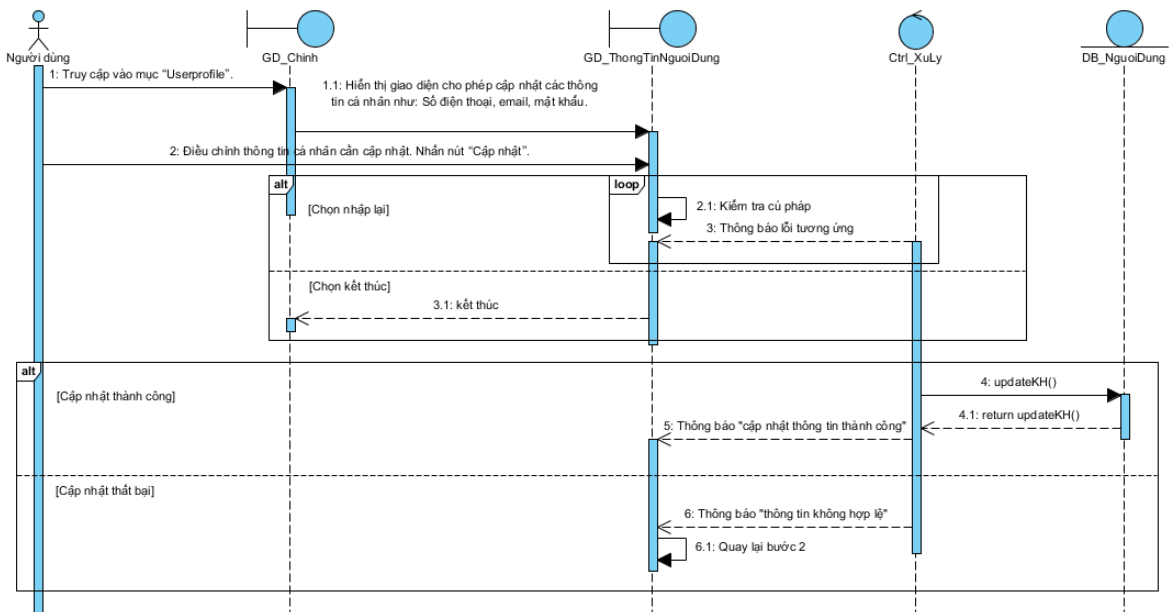 Người dùng
GD_Chinh
GD_ThongTinNguoiDung
Ctrl_XuLy
DB_NguoiDung
1: Truy cập vào mục “Userprofile”.
1.1: Hiển thị giao diện cho phép cập nhật các thông
tin cá nhân như: Số điện thoại, email, mật khẩu.
2: Điều chỉnh thông tin cá nhân cần cập nhật. Nhấn nút “Cập nhật”.
alt
loop
[Chọn nhập lại]
2.1: Kiểm tra cú pháp
3: Thông báo lỗi tương ứng
[Chọn kết thúc]
3.1: kết thúc
alt
[Cập nhật thành công]
4: updateKH()
4.1: return updateKH()
5: Thông báo "cập nhật thông tin thành công"
[Cập nhật thất bại]
6: Thông báo "thông tin không hợp lệ"
6.1: Quay lại bước 2